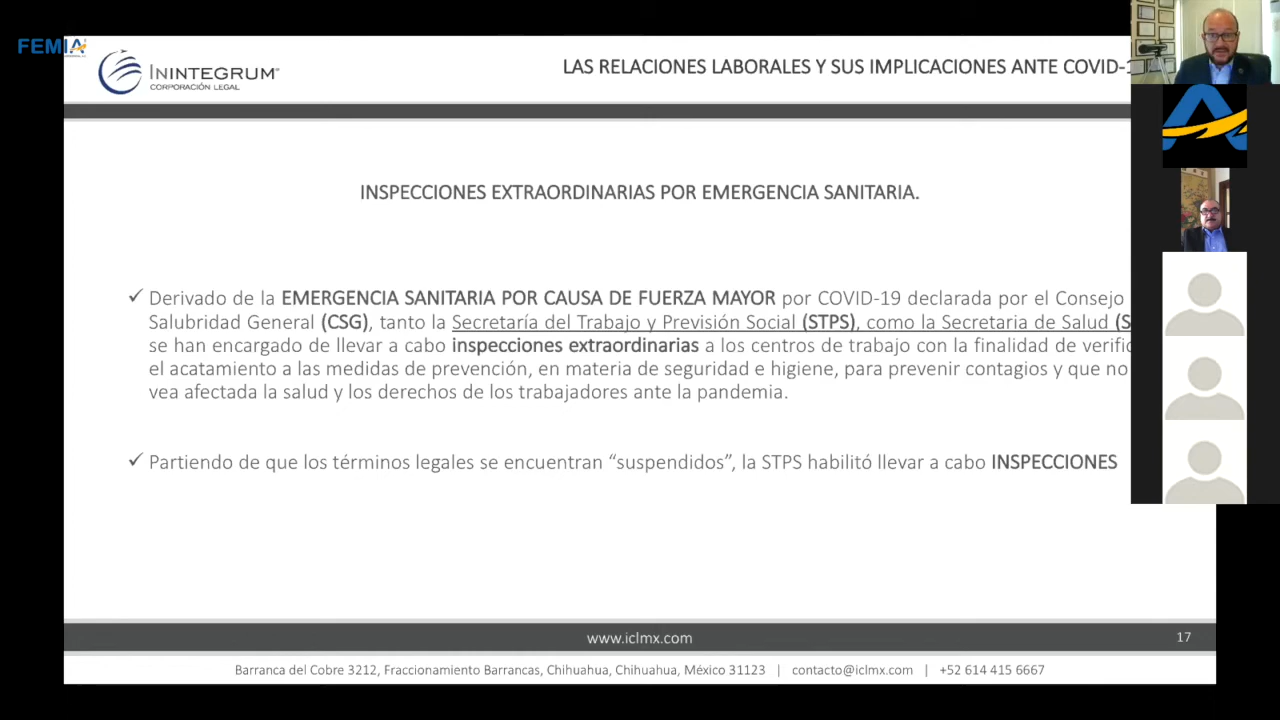 FEMIA
ININTEGRUM
CORPORACIÓN LEGAL
LAS RELACIONES LABORALES Y SUS IMPLICACIONES ANTE COVID-1
INSPECCIONES EXTRAORDINARIAS POR EMERGENCIA SANITARIA.
✓ Derivado de la EMERGENCIA SANITARIA POR CAUSA DE FUERZA MAYOR por COVID-19 declarada por el Consejo
Salubridad General (CSG), tanto la Secretaría del Trabajo y Previsión Social (STPS), como la Secretaria de Salud (S
se han encargado de llevar a cabo inspecciones extraordinarias a los centros de trabajo con la finalidad de verific
el acatamiento a las medidas de prevención, en materia de seguridad e higiene, para prevenir contagios y que no
vea afectada la salud y los derechos de los trabajadores ante la pandemia.
✓ Partiendo de que los términos legales se encuentran “suspendidos”, la STPS habilitó llevar a cabo INSPECCIONES
www.iclmx.com
17
Barranca del Cobre 3212, Fraccionamiento Barrancas, Chihuahua, Chihuahua, México 31123 | contacto@iclmx.com | +52 614 415 6667